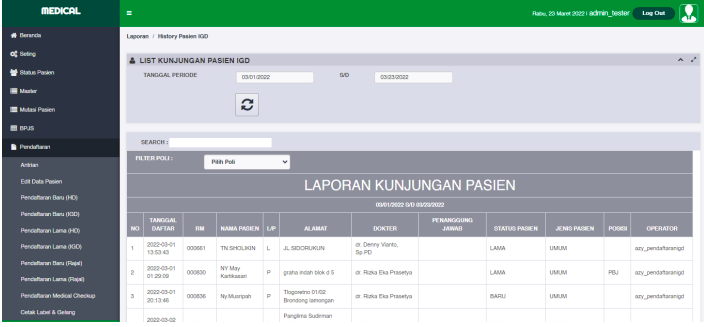 MEDICAL
Rabu, 23 Maret 2022 | admin_tester
Log Out
Beranda
Seting
Status Pasien
Master
Mutasi Pasien
BPJS
Pendaftaran
Antrian
Edit Data Pasien
Pendaftaran Baru (HD)
Pendaftaran Baru (IGD)
Pendaftaran Lama (HD)
Pendaftaran Lama (IGD)
Pendaftaran Baru (Rajal)
Pendaftaran Lama (Rajal)
Pendaftaran Medical Checkup
Cetak Label & Gelang
Laporan / History Pasien IGD
LIST KUNJUNGAN PASIEN IGD
TANGGAL PERIODE 03/01/2022 S/D 03/23/2022
SEARCH :
FILTER POLI : Pilih Poli
LAPORAN KUNJUNGAN PASIEN
03/01/2022 S/D 03/23/2022
NO TANGGAL DAFTAR RM NAMA PASIEN L/P ALAMAT DOKTER PENANGGUNG JAWAB STATUS PASIEN JENIS PASIEN POSISI OPERATOR
1 2022-03-01 13:53:43 000661 TN.SHOLIKIN L JL.SIDORUKUN dr. Denny Vianto, Sp.PD LAMA UMUM azy_pendaftaranigd
2 2022-03-01 01:29:09 000830 NY May Kartikasari P graha indah blok d 5 dr. Rizka Eka Prasetya LAMA UMUM PBJ azy_pendaftaranigd
3 2022-03-01 20:13:46 000836 Ny.Musripah P Tlogoretno 01/02 Brondong lamongan dr. Rizka Eka Prasetya BARU UMUM azy_pendaftaranigd
2022-03-02 Panglima Sudirman